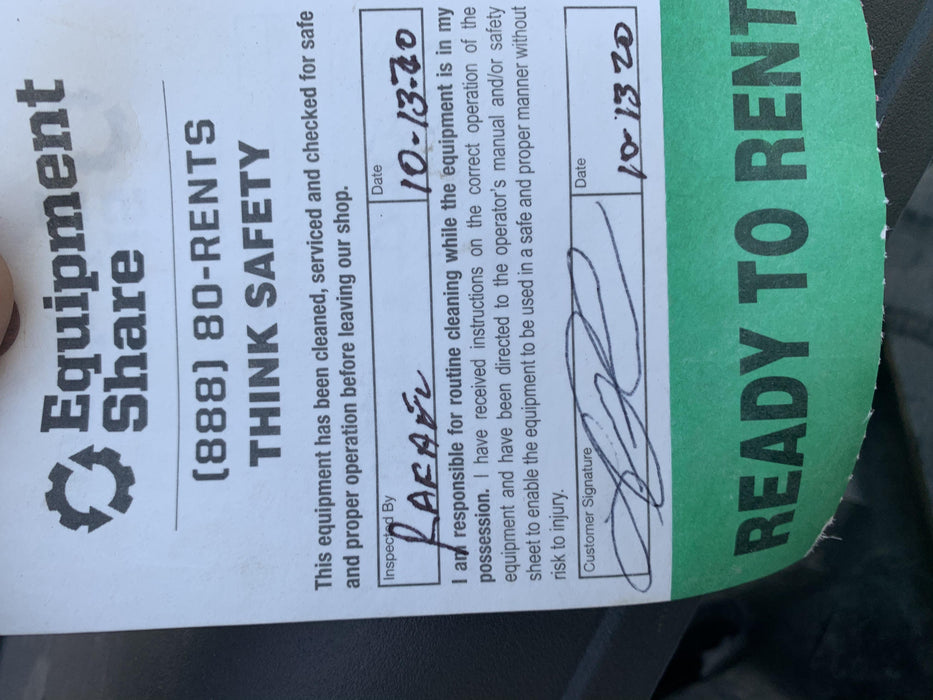 Equipment
Share
(888) 80-RENTS
THINK SAFETY
This equipment has been cleaned, serviced and checked for safe
and proper operation before leaving our shop.
Inspected By
Date
RAFAEL
10-13-20
I am responsible for routine cleaning while the equipment is in my
possession. I have received instructions on the correct operation of the
equipment and have been directed to the operator's manual and/or safety
sheet to enable the equipment to be used in a safe and proper manner without
risk to injury.
Customer Signature
Date
10-13 20
READY TO RENT